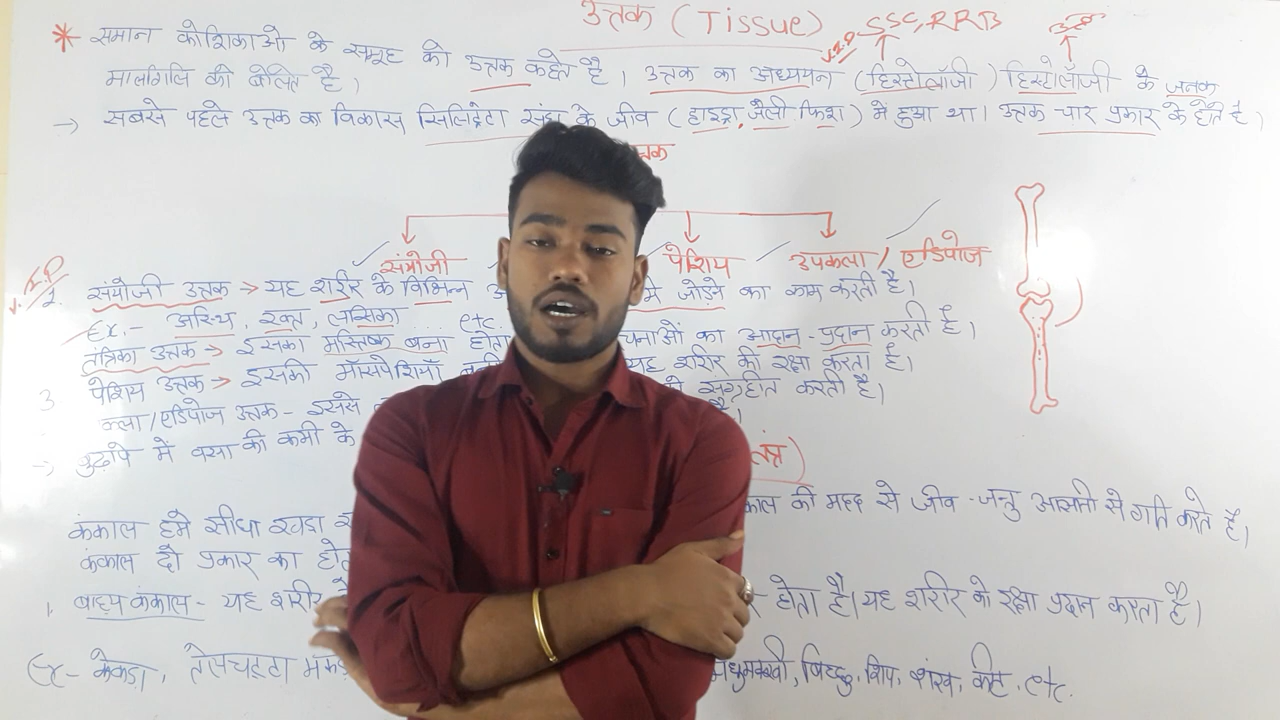 उत्तक (Tissue) V.I.P SSC, RRB
* समान कोशिकाओ के समूह को उत्तक कहते है। उत्तक का अध्ययन (हिस्टोलॉजी) हिस्टोलॉजी के जनक
मालीगिलि को बोलते है।
→ सबसे पहले उत्तक का विकास सिलिंट्रेटा संघ के जीव (हाइड्रा, जैली फिश) में हुआ था। उत्तक चार प्रकार के होते है,
संयोजी पेशिय उपकला / एडिपोज
V.I.P
1. संयोजी उत्तक → यह शरीर के विभिन्न में जोडने का काम करती है।
Ex.- अस्थि, रक्त, लसिका .... etc.
तंत्रिका उत्तक → इसका मस्तिष्क बना होता का आदान-प्रदान करती है।
3 पेशिय उत्तक → इसको मॉसपेशियाँ यह शरीर की रक्षा करता है।
कला/एडिपोज उत्तक - इससे संग्रहीत करती है।
→ बुढ़ापे में वसा की कमी के है।
तंत्र)
कंकाल हमे सीधा खडा की मदद से जीव-जन्तु आसानी से गति करते है।
कंकाल दो प्रकार का
1. बाहय कंकाल - यह शरीर होता है। यह शरीर को रक्षा प्रदान करता है।
Ex- केकडा, तेलचट्टा मधुमक्खी, बिच्छु, शिप, शंख, कीट, etc.